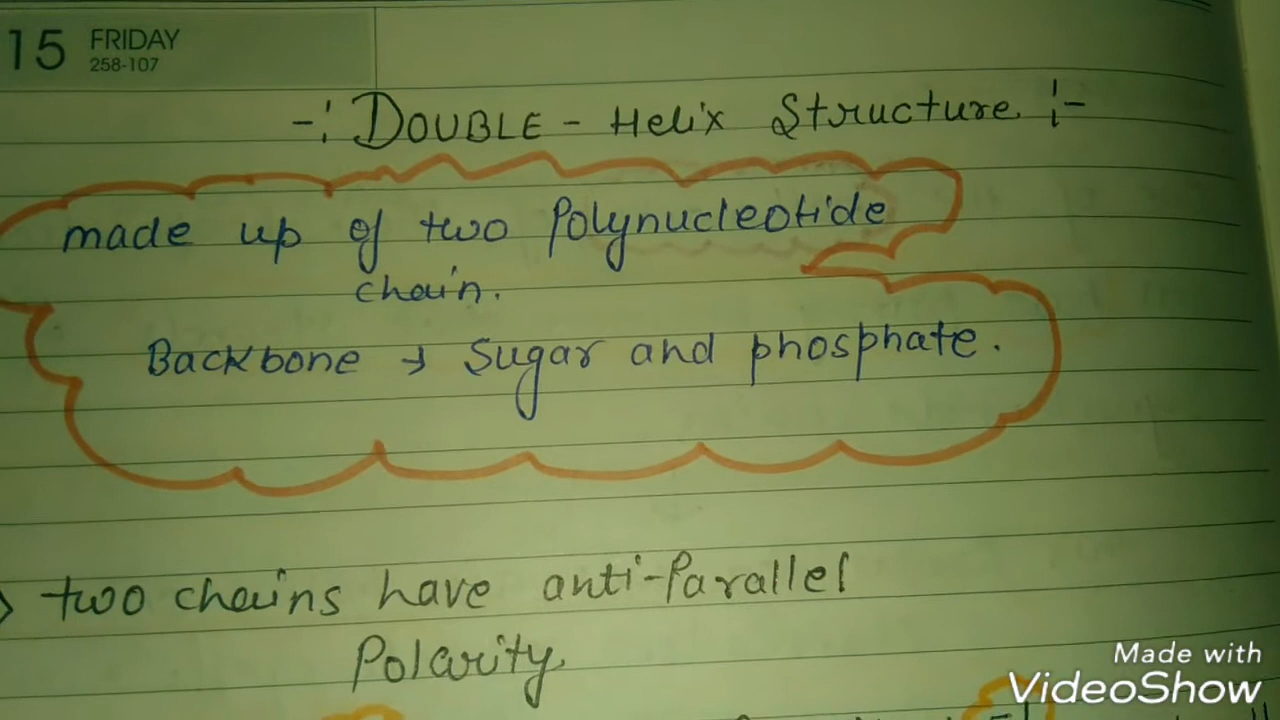 15 FRIDAY
258-107
-: DOUBLE - Helix Structure :-
made up of two Polynucleotide
chain.
Backbone → Sugar and phosphate.
two chains have anti-Parallel
Polarity
Made with
VideoShow